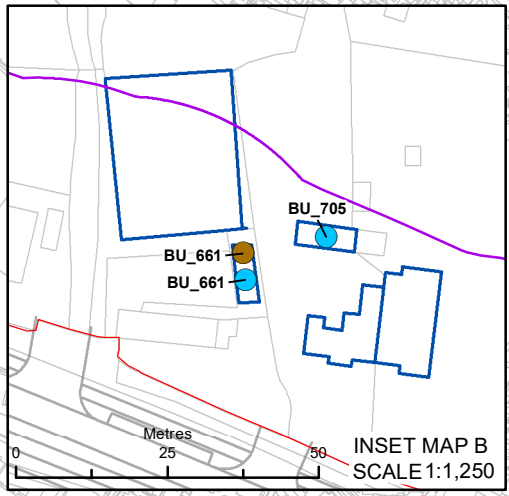 BU_705
BU_661
BU_661
Metres
0 25 50
INSET MAP B
SCALE 1:1,250